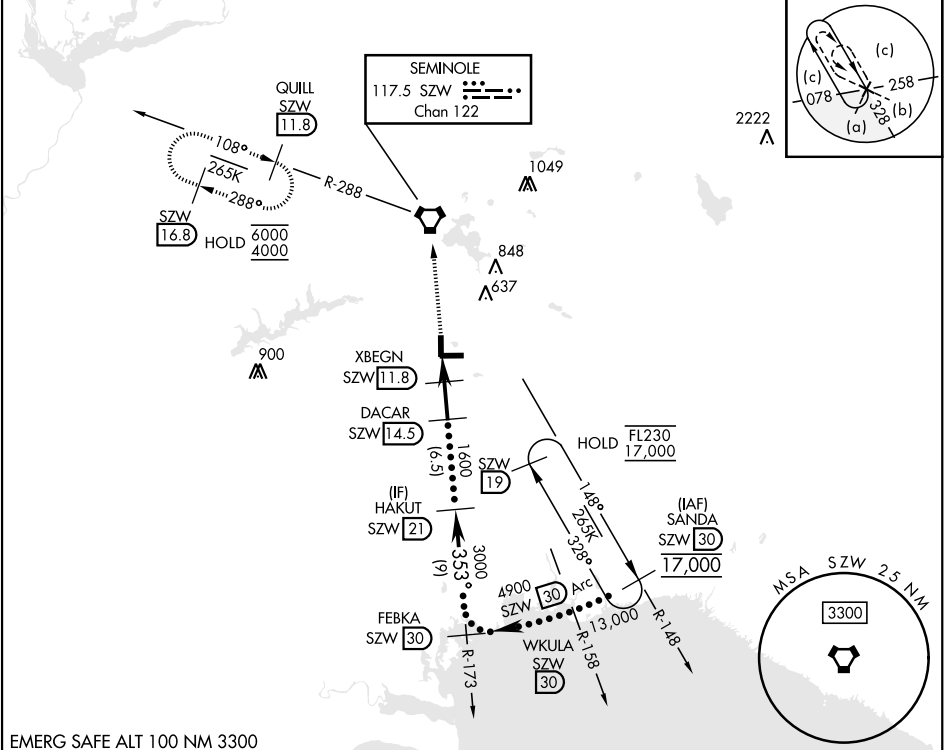 SEMINOLE
117.5 SZW
Chan 122
QUILL
SZW
11.8
108°
265K
288°
R-288
SZW
16.8
HOLD 6000
4000
(c)
(c)
258
078
328
(b)
(a)
2222
1049
848
637
900
XBEGN
SZW 11.8
DACAR
SZW 14.5
1600
(6.5)
(IF)
HAKUT
SZW 21
3000
353°
(9)
FEBKA
SZW 30
R-173
HOLD FL230
17,000
SZW
19
148°
265K
328°
(IAF)
SANDA
SZW 30
17,000
4900
SZW 30 Arc
13,000
WKULA
SZW
30
R-158
R-148
MSA SZW 25 NM
3300
EMERG SAFE ALT 100 NM 3300